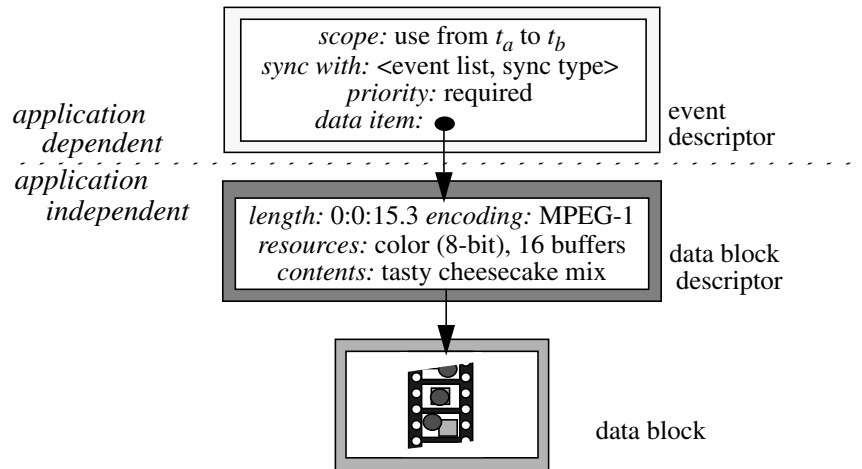 scope: use from t_a to t_b
sync with: <event list, sync type>
priority: required
data item:
event
descriptor
application
dependent
application
independent
length: 0:0:15.3 encoding: MPEG-1
resources: color (8-bit), 16 buffers
contents: tasty cheesecake mix
data block
descriptor
data block